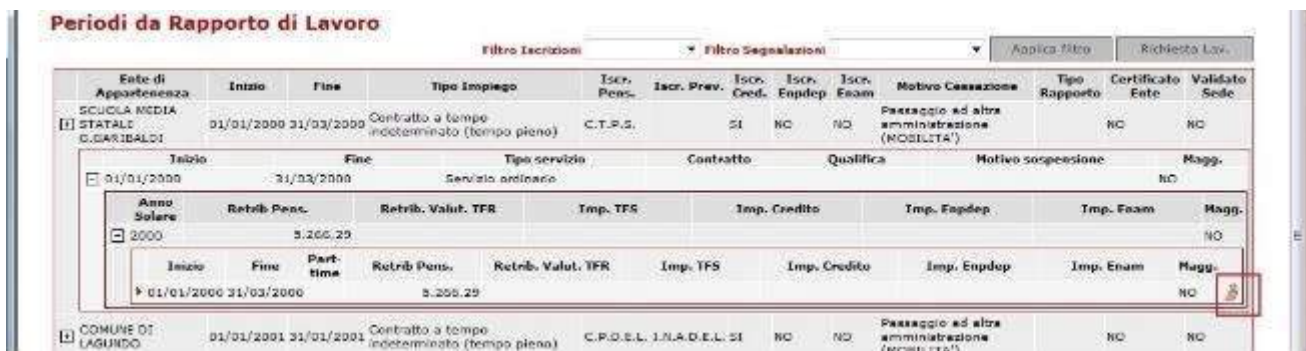 Periodi da Rapporto di Lavoro
Filtro Iscrizioni Filtro Segnalazioni Applica filtro Richiesta Lav.
Ente di Appartenenza Inizio Fine Tipo Impiego Iscr. Pens. Iscr. Prev. Iscr. Cred. Iscr. Enpdep Iscr. Enam Motivo Cessazione Tipo Rapporto Certificato Ente Validato Sede
SCUOLA MEDIA STATALE G.GARIBALDI 01/01/2000 31/03/2000 Contratto a tempo indeterminato (tempo pieno) C.T.P.S. SI NO NO Passaggio ad altra amministrazione (MOBILITA') NO NO
Inizio Fine Tipo servizio Contratto Qualifica Motivo sospensione Magg.
01/01/2000 31/03/2000 Servizio ordinario NO
Anno Solare Retrib Pens. Retrib. Valut. TFR Imp. TFS Imp. Credito Imp. Enpdep Imp. Enam Magg.
2000 5.266,29 NO
Inizio Fine Part-time Retrib Pens. Retrib. Valut. TFR Imp. TFS Imp. Credito Imp. Enpdep Imp. Enam Magg.
01/01/2000 31/03/2000 5.266,29 NO
COMUNE DI LAGUNDO 01/01/2001 31/01/2001 Contratto a tempo indeterminato (tempo pieno) C.P.D.E.L. I.N.A.D.E.L. SI NO NO Passaggio ad altra amministrazione (MOBILITA') NO NO